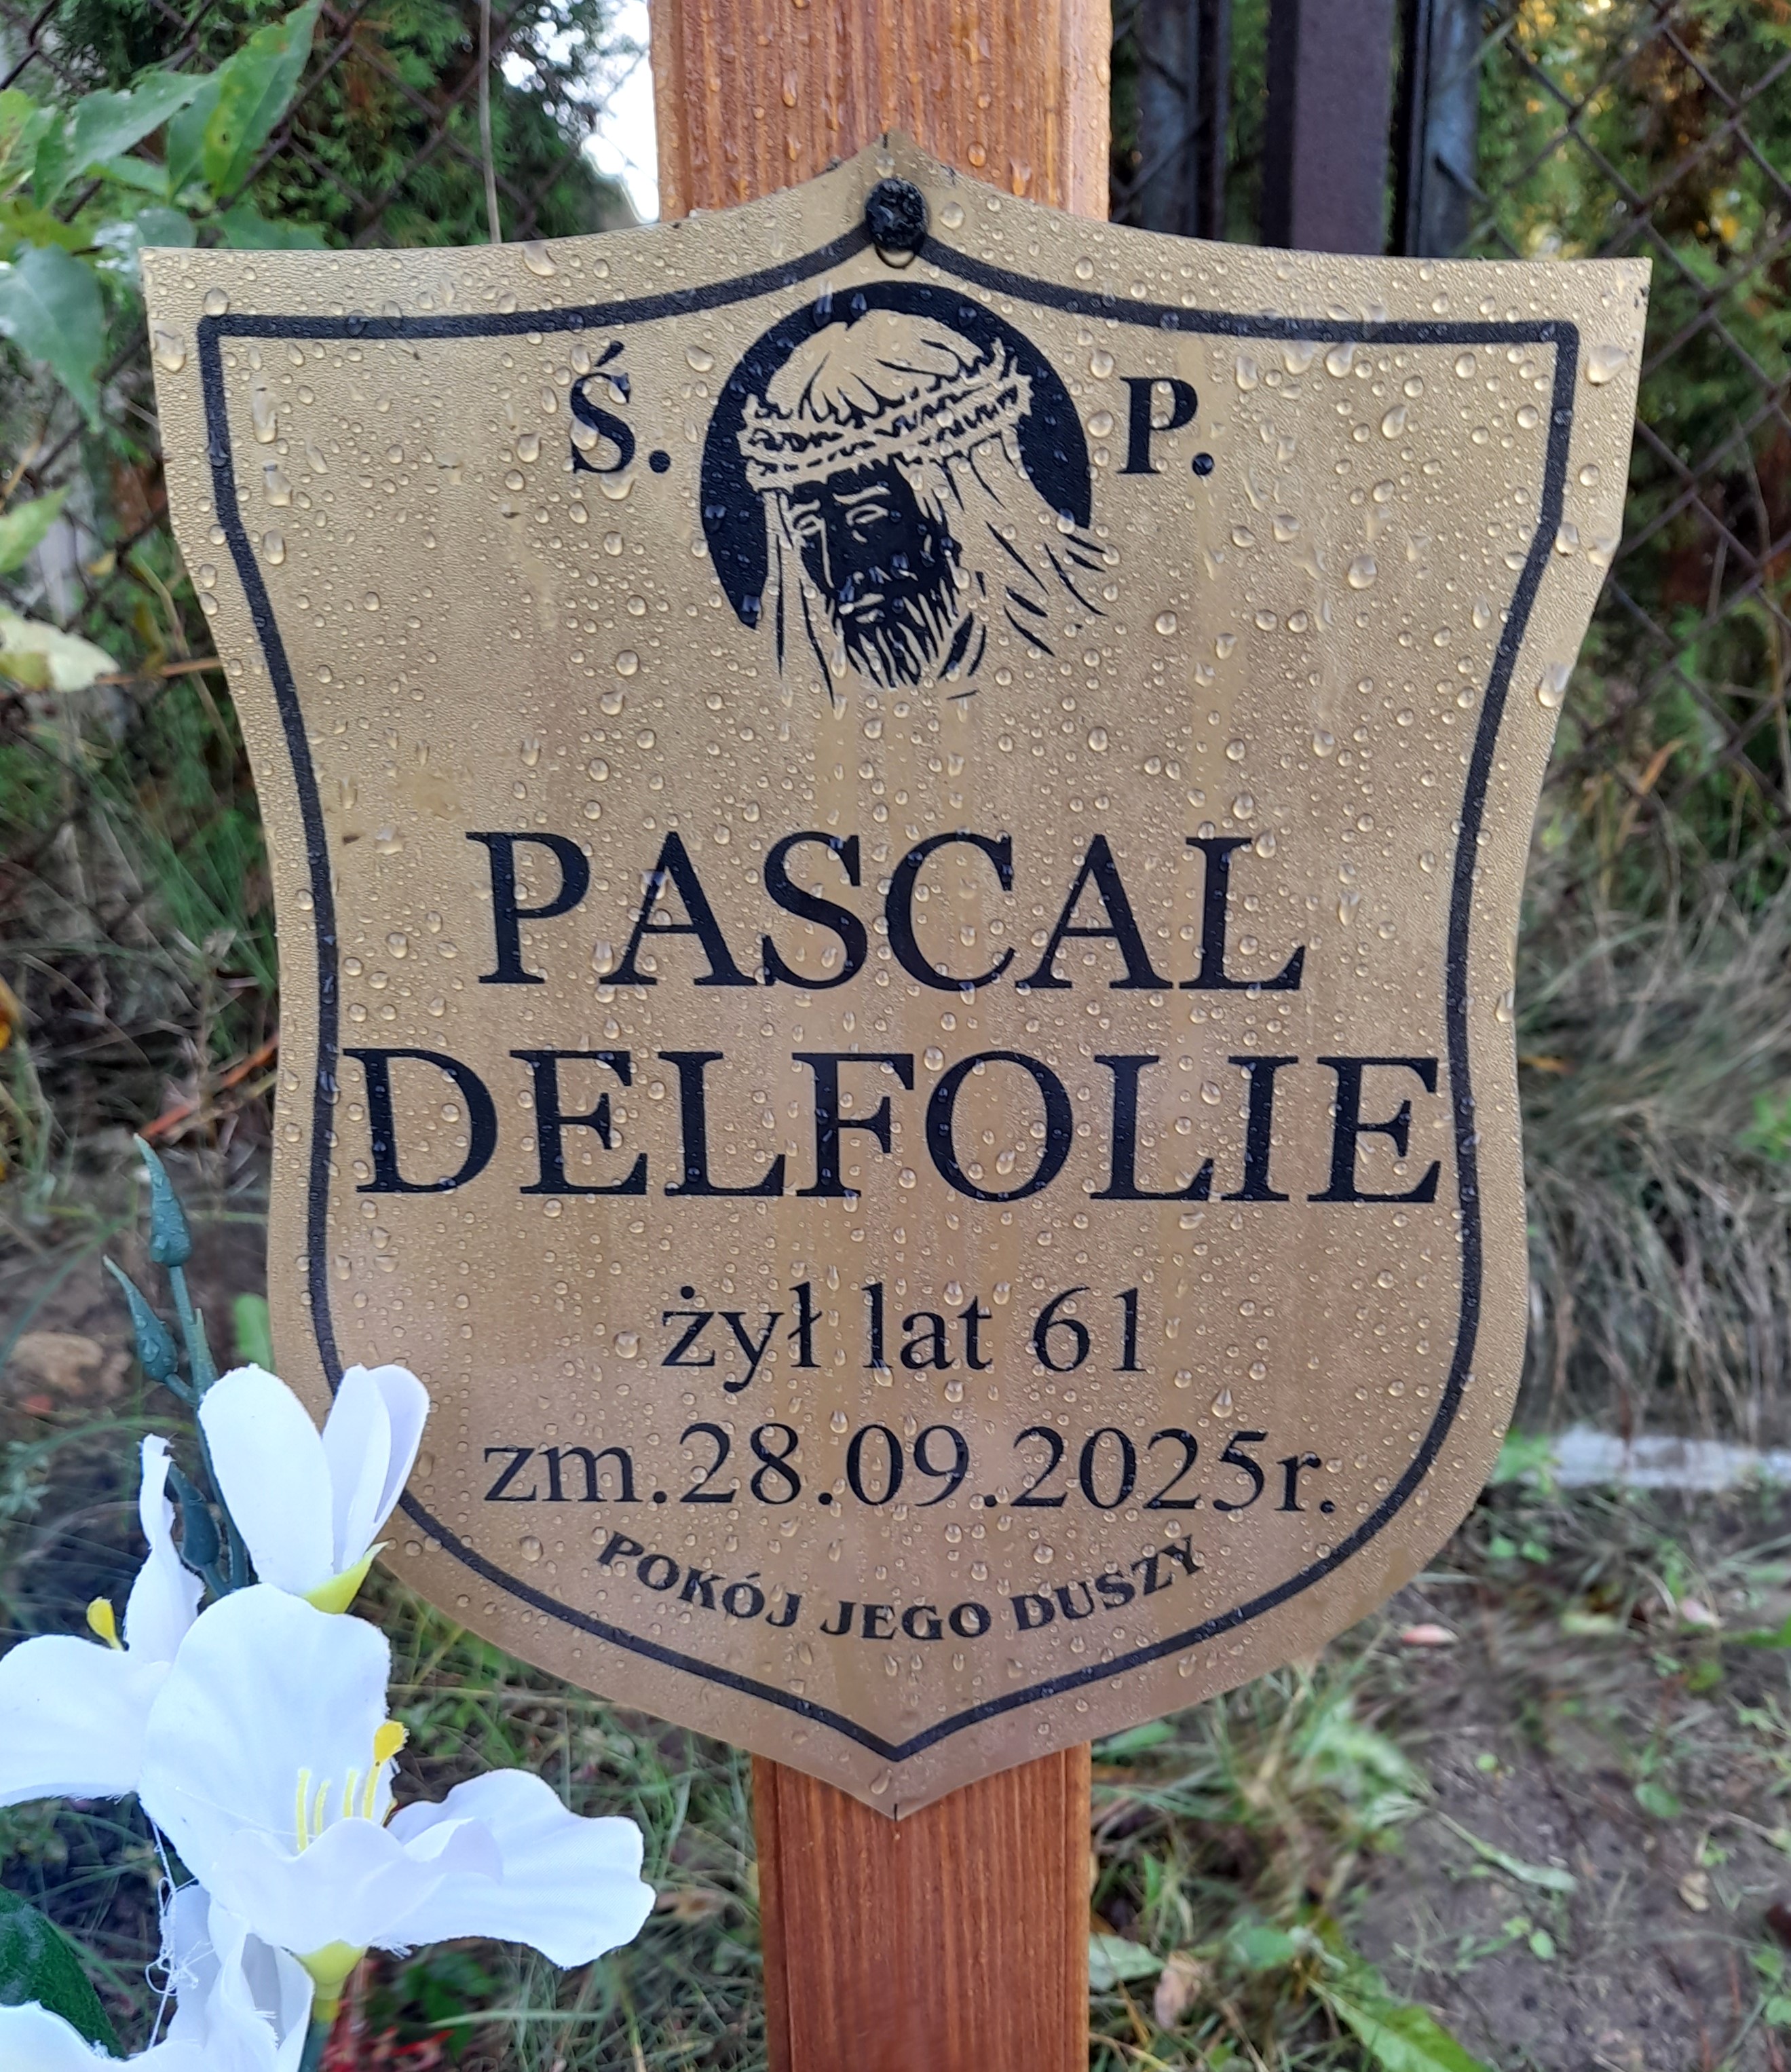 Ś. P.
PASCAL
DELFOLIE
żył lat 61
zm.28.09.2025r.
POKÓJ JEGO DUSZY